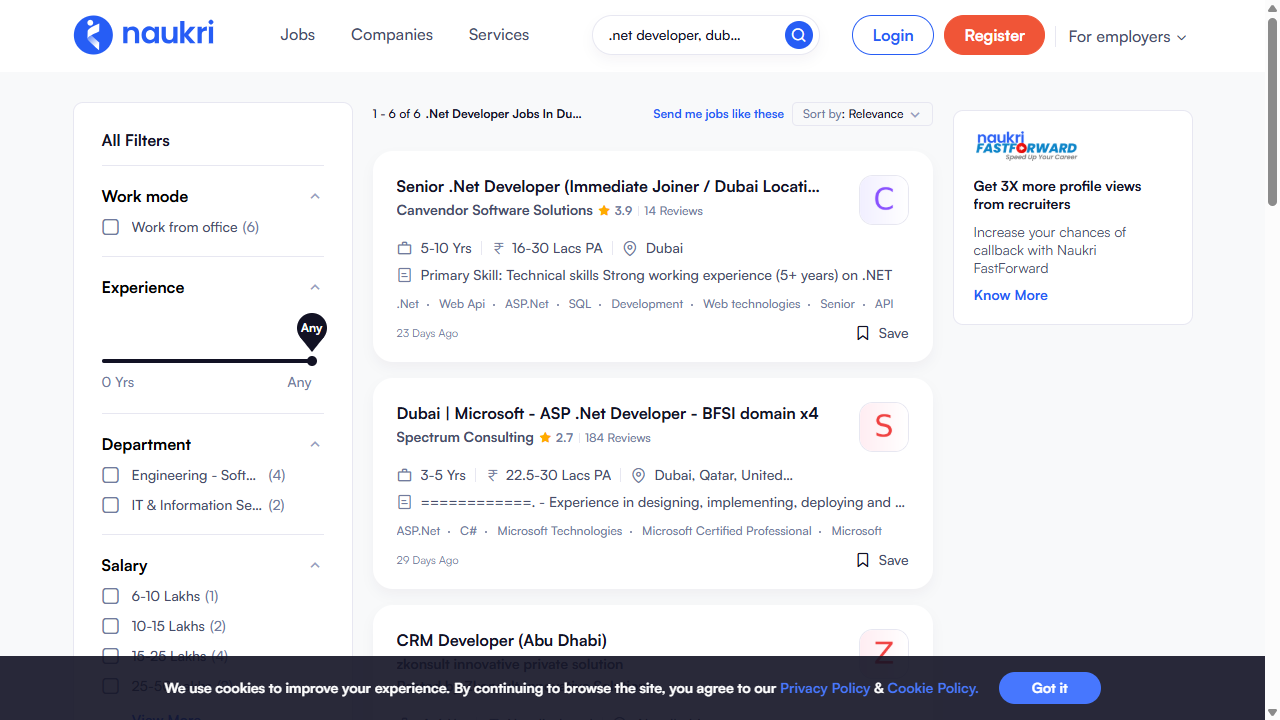 naukri
Jobs
Companies
Services
.net developer, dub...
Login
Register
For employers
All Filters
Work mode
Work from office (6)
Experience
Any
0 Yrs
Any
Department
Engineering - Soft... (4)
IT & Information Se... (2)
Salary
6-10 Lakhs (1)
10-15 Lakhs (2)
15-25 Lakhs (4)
1 - 6 of 6 .Net Developer Jobs In Du...
Send me jobs like these
Sort by: Relevance
Senior .Net Developer (Immediate Joiner / Dubai Locati...
C
Canvendor Software Solutions 3.9 14 Reviews
5-10 Yrs ₹ 16-30 Lacs PA Dubai
Primary Skill: Technical skills Strong working experience (5+ years) on .NET
.Net · Web Api · ASP.Net · SQL · Development · Web technologies · Senior · API
23 Days Ago
Save
Dubai | Microsoft - ASP .Net Developer - BFSI domain x4
S
Spectrum Consulting 2.7 184 Reviews
3-5 Yrs ₹ 22.5-30 Lacs PA Dubai, Qatar, United...
============. - Experience in designing, implementing, deploying and ...
ASP.Net · C# · Microsoft Technologies · Microsoft Certified Professional · Microsoft
29 Days Ago
Save
CRM Developer (Abu Dhabi)
Z
zkonsult innovative private solution
naukri
FASTFORWARD
Speed Up Your Career
Get 3X more profile views
from recruiters
Increase your chances of
callback with Naukri
FastForward
Know More
We use cookies to improve your experience. By continuing to browse the site, you agree to our Privacy Policy & Cookie Policy.
Got it